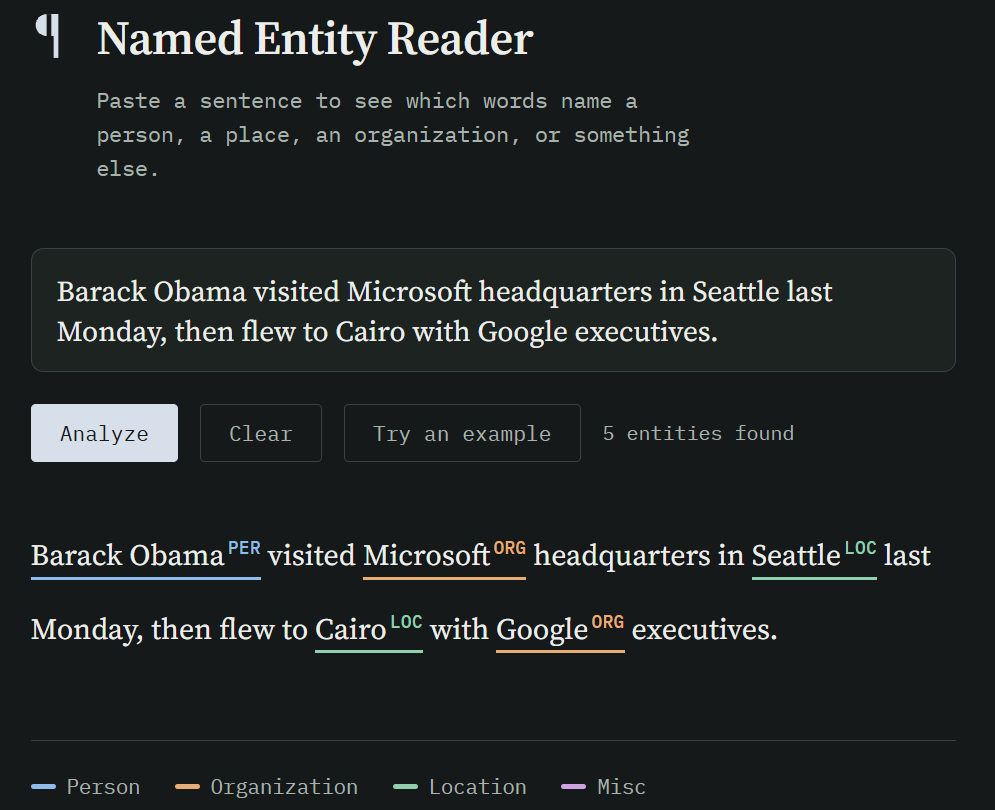 ¶ Named Entity Reader
Paste a sentence to see which words name a
person, a place, an organization, or something
else.
Barack Obama visited Microsoft headquarters in Seattle last
Monday, then flew to Cairo with Google executives.
Analyze Clear Try an example 5 entities found
Barack Obama PER visited Microsoft ORG headquarters in Seattle LOC last
Monday, then flew to Cairo LOC with Google ORG executives.
Person Organization Location Misc